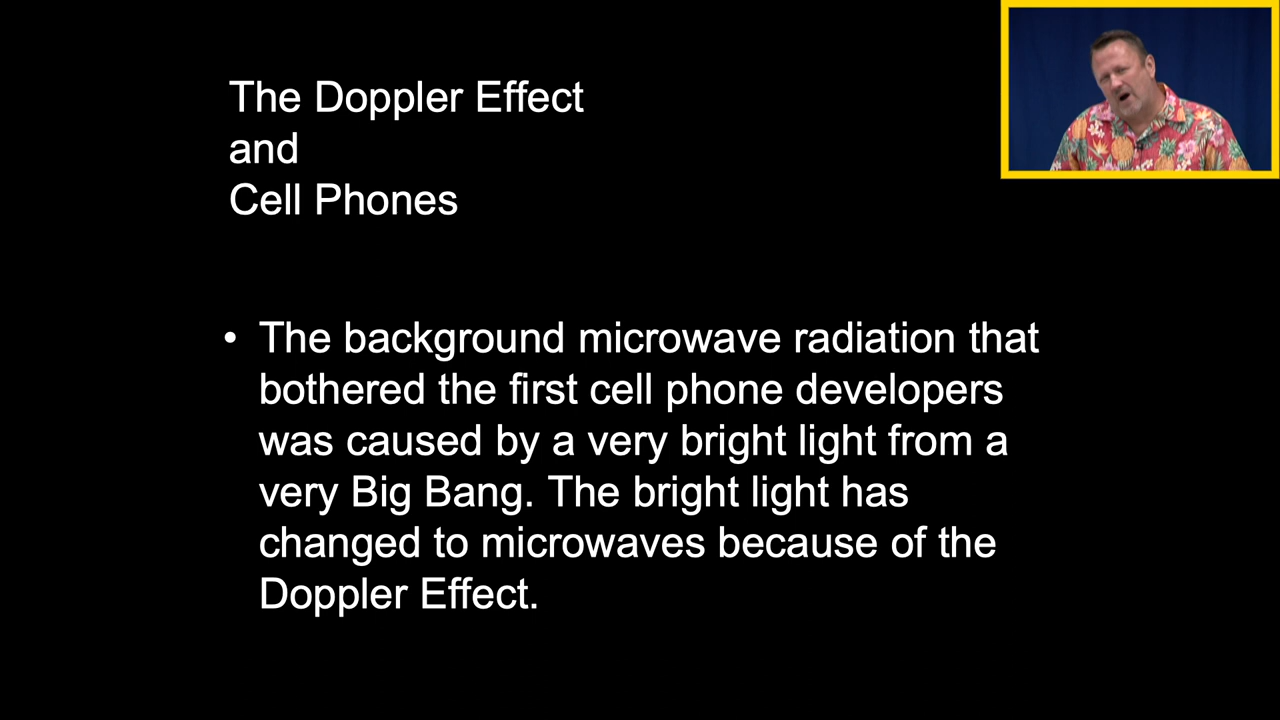 The Doppler Effect
and
Cell Phones
• The background microwave radiation that
bothered the first cell phone developers
was caused by a very bright light from a
very Big Bang. The bright light has
changed to microwaves because of the
Doppler Effect.